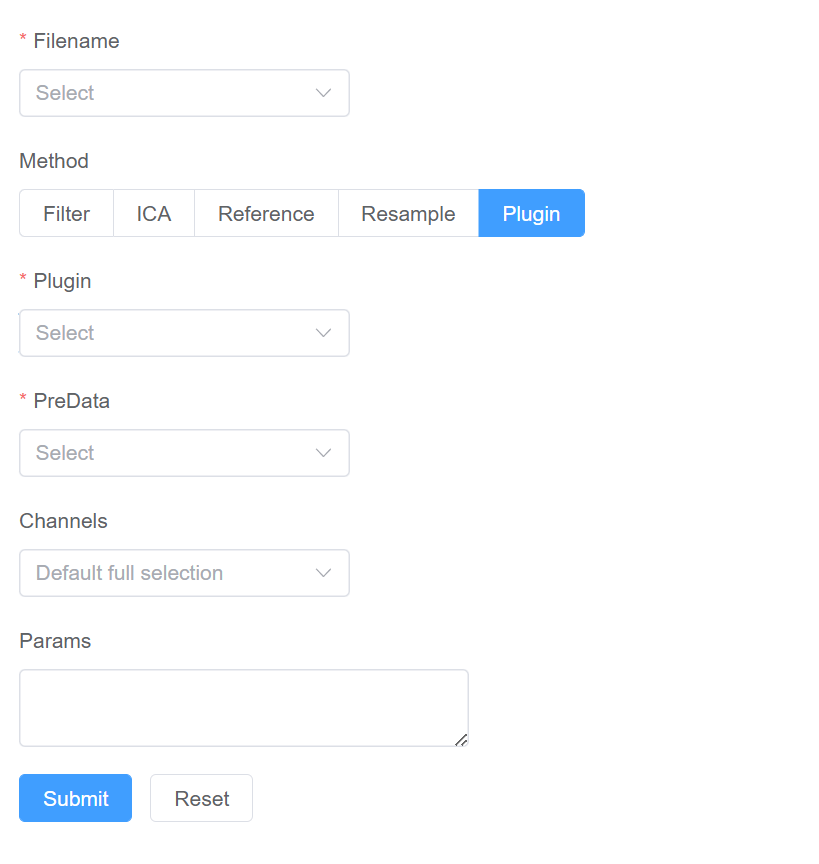 * Filename
Select
Method
Filter ICA Reference Resample Plugin
* Plugin
Select
* PreData
Select
Channels
Default full selection
Params
Submit Reset